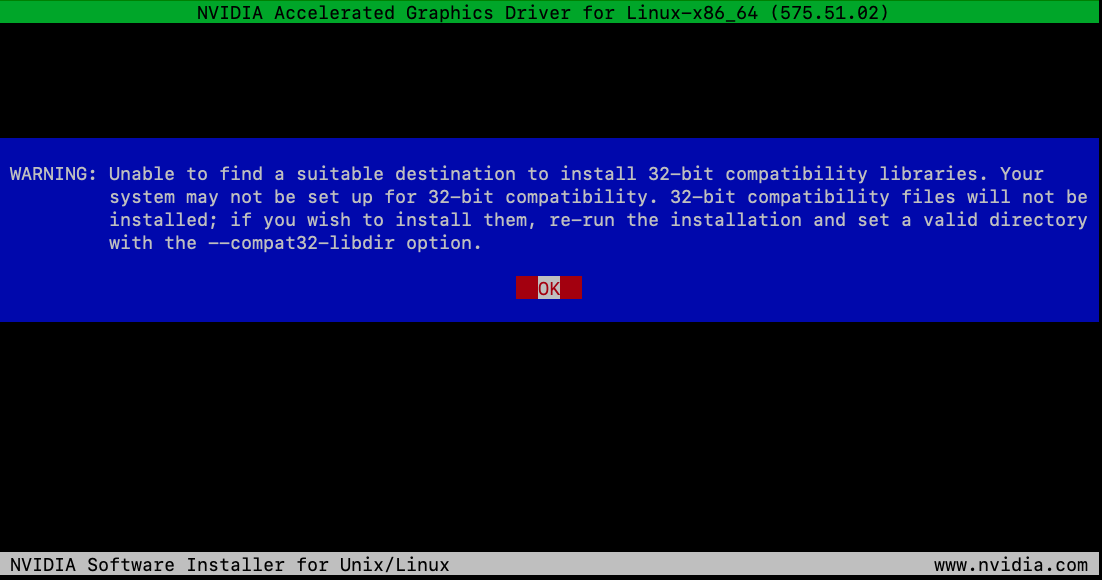 NVIDIA Accelerated Graphics Driver for Linux-x86_64 (575.51.02)
WARNING: Unable to find a suitable destination to install 32-bit compatibility libraries. Your
system may not be set up for 32-bit compatibility. 32-bit compatibility files will not be
installed; if you wish to install them, re-run the installation and set a valid directory
with the --compat32-libdir option.
OK
NVIDIA Software Installer for Unix/Linux www.nvidia.com